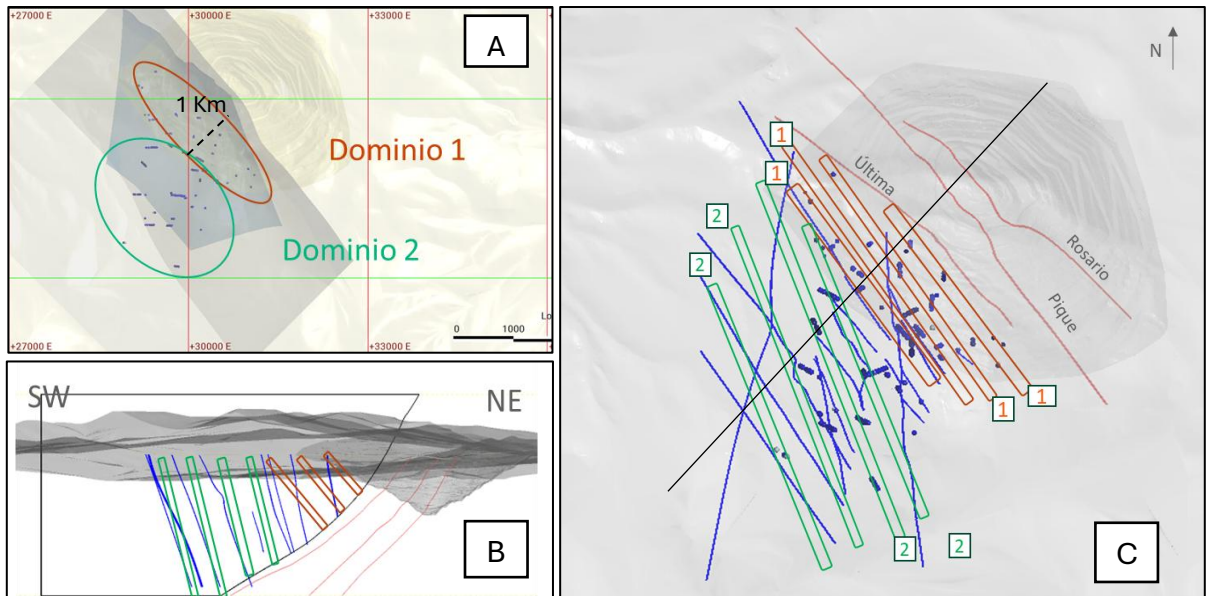 +27000 E
+30000 E
+33000 E
A
1 Km
Dominio 1
Dominio 2
0
1000
Lo
+27000 E
+30000 E
+33000 E
SW
NE
B
N
1
1
Última
2
2
Rosario
Pique
1
1
2
2
C